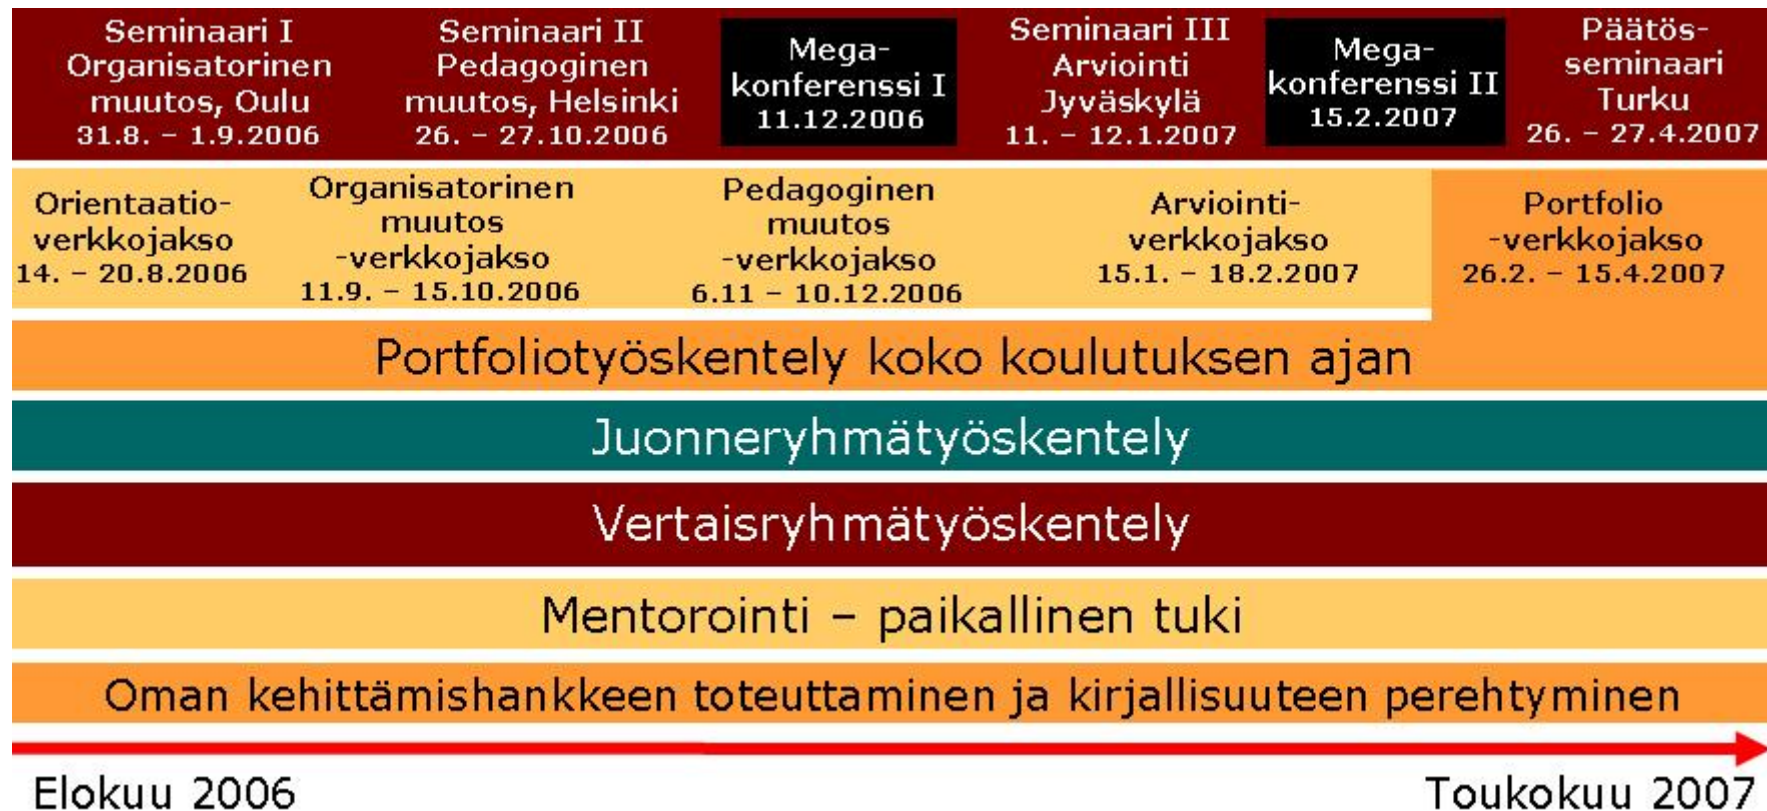 Seminaari I
Organisatorinen
muutos, Oulu
31.8. – 1.9.2006
Seminaari II
Pedagoginen
muutos, Helsinki
26. – 27.10.2006
Mega-
konferenssi I
11.12.2006
Seminaari III
Arviointi
Jyväskylä
11. – 12.1.2007
Mega-
konferenssi II
15.2.2007
Päätös-
seminaari
Turku
26. – 27.4.2007
Orientaatio-
verkkojakso
14. – 20.8.2006
Organisatorinen
muutos
-verkkojakso
11.9. – 15.10.2006
Pedagoginen
muutos
-verkkojakso
6.11 – 10.12.2006
Arviointi-
verkkojakso
15.1. – 18.2.2007
Portfolio
-verkkojakso
26.2. – 15.4.2007
Portfoliotyöskentely koko koulutuksen ajan
Juonneryhmätyöskentely
Vertaisryhmätyöskentely
Mentorointi – paikallinen tuki
Oman kehittämishankkeen toteuttaminen ja kirjallisuuteen perehtyminen
Elokuu 2006
Toukokuu 2007